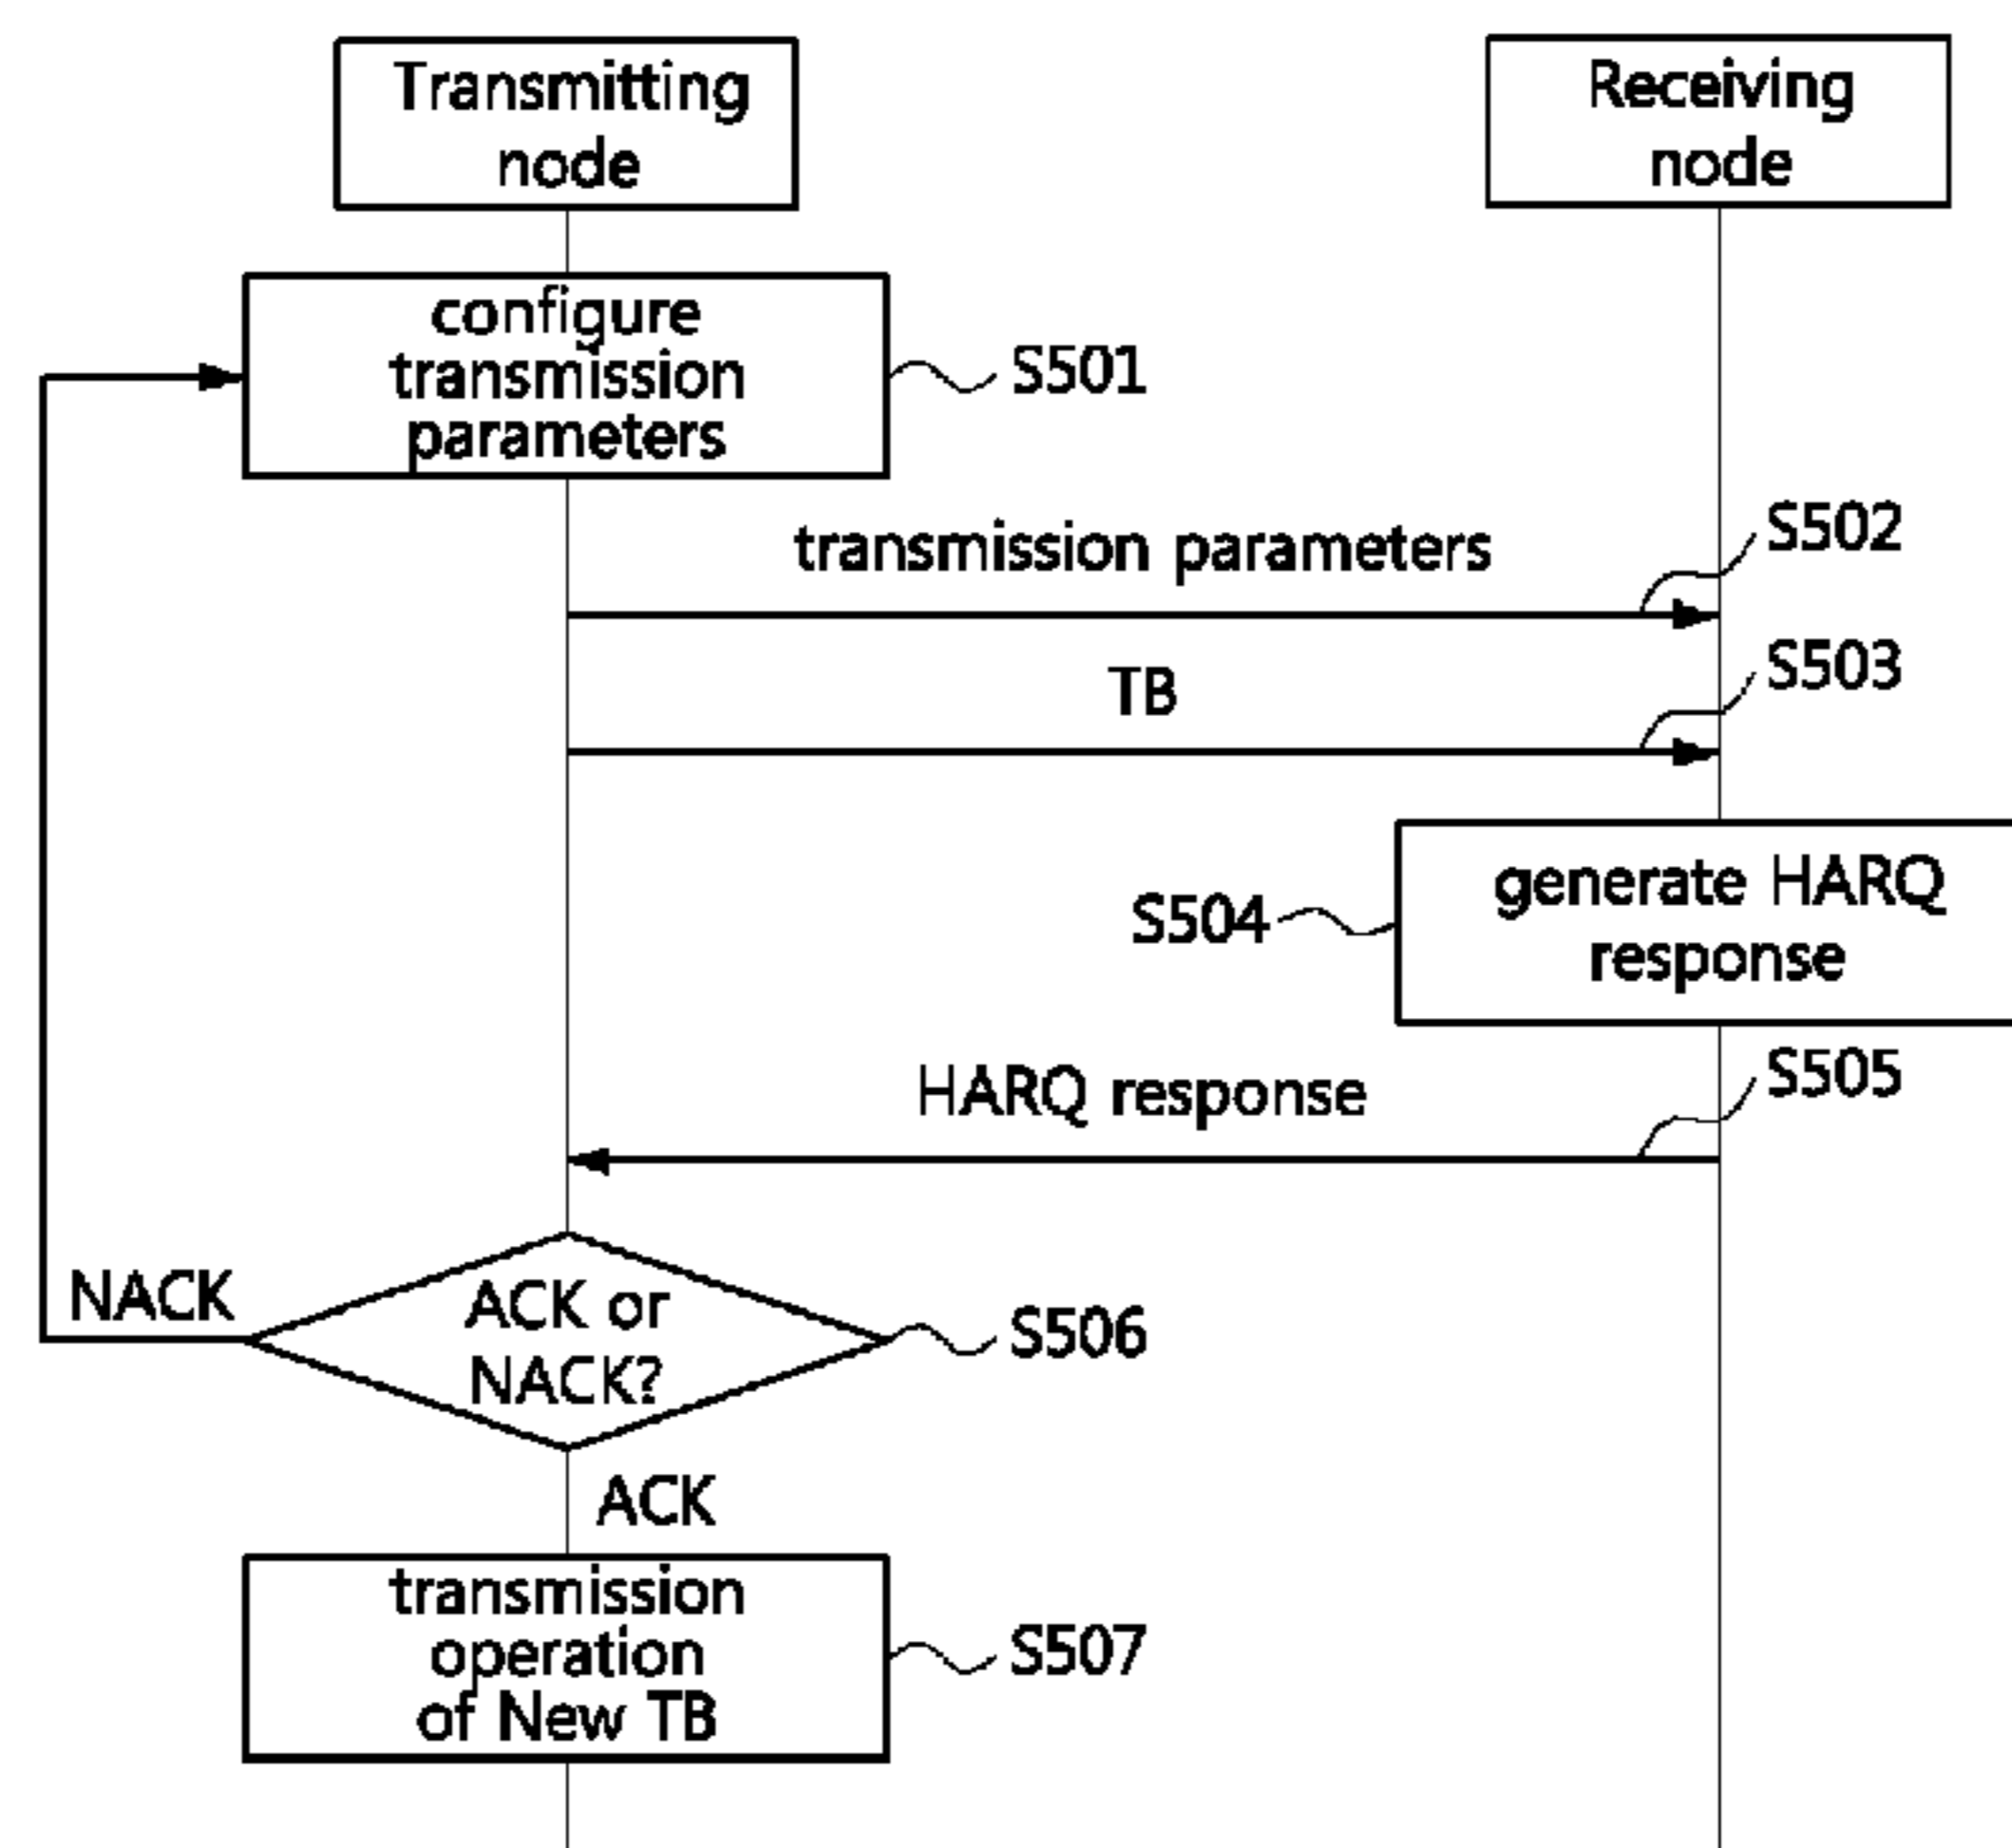 Transmitting
node
Receiving
node
configure
transmission
parameters
S501
transmission parameters
S502
TB
S503
generate HARQ
response
S504
HARQ response
S505
NACK
ACK or
NACK?
S506
ACK
transmission
operation
of New TB
S507